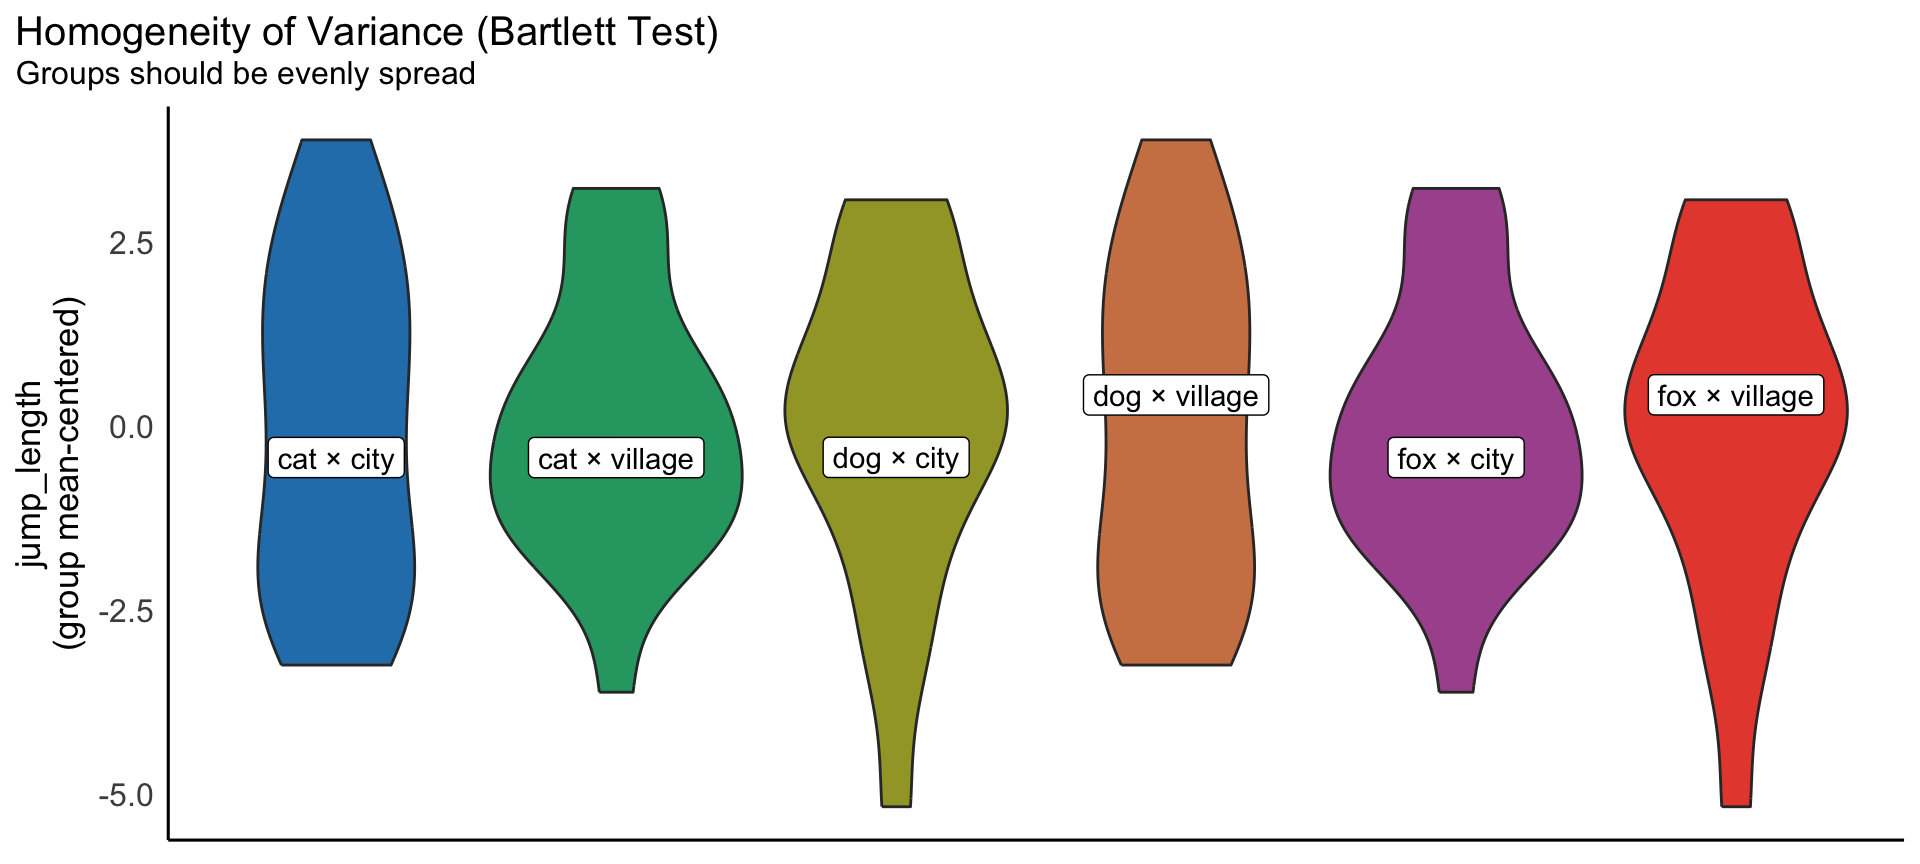 Homogeneity of Variance (Bartlett Test)
Groups should be evenly spread
jump_length
(group mean-centered)
2.5
0.0
-2.5
-5.0
cat × city
cat × village
dog × city
dog × village
fox × city
fox × village